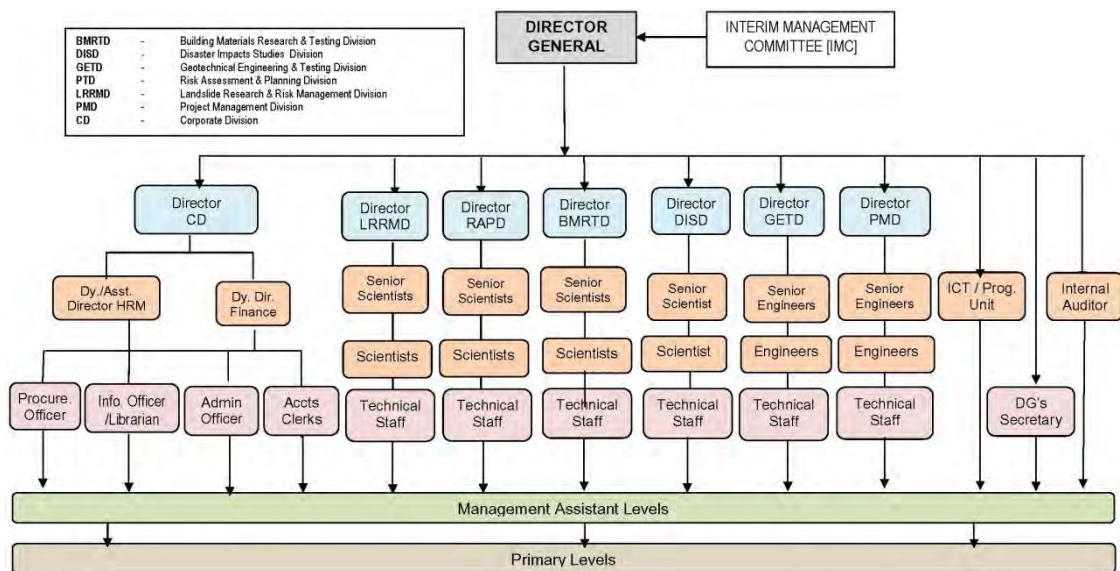 DIRECTOR
GENERAL
INTERIM MANAGEMENT
COMMITTEE [IMC]
BMRTD - Building Materials Research & Testing Division
DISD - Disaster Impacts Studies Division
GETD - Geotechnical Engineering & Testing Division
PTD - Risk Assessment & Planning Division
LRRMD - Landslide Research & Risk Management Division
PMD - Project Management Division
CD - Corporate Division
Director
CD
Director
LRRMD
Director
RAPD
Director
BMRTD
Director
DISD
Director
GETD
Director
PMD
Dy./Asst.
Director HRM
Dy. Dir.
Finance
Senior
Scientists
Senior
Scientists
Senior
Scientists
Senior
Scientist
Senior
Engineers
Senior
Engineers
ICT / Prog.
Unit
Internal
Auditor
Scientists
Scientists
Scientists
Scientist
Engineers
Engineers
Procure.
Officer
Info. Officer
/Librarian
Admin
Officer
Accts
Clerks
Technical
Staff
Technical
Staff
Technical
Staff
Technical
Staff
Technical
Staff
Technical
Staff
DG's
Secretary
Management Assistant Levels
Primary Levels